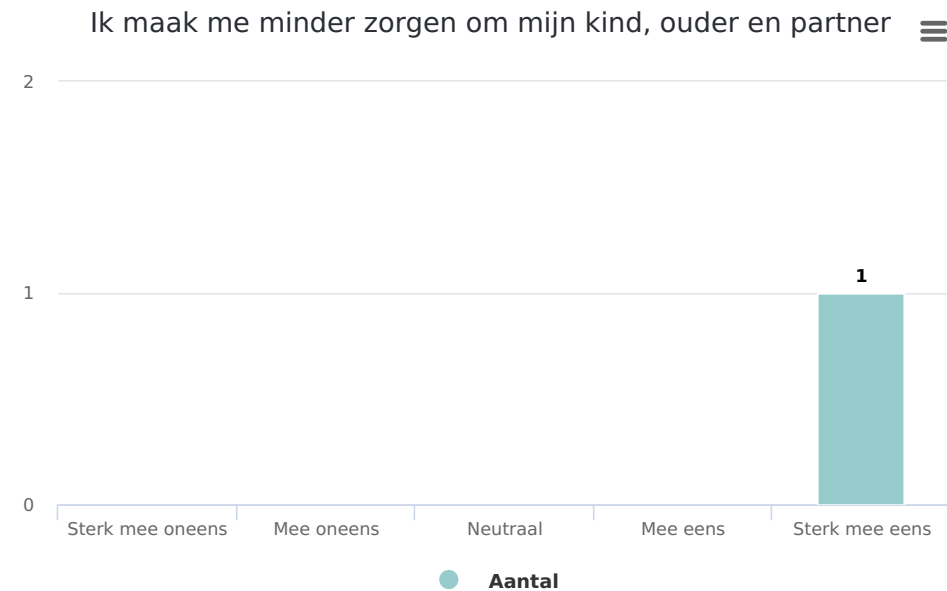 Ik maak me minder zorgen om mijn kind, ouder en partner
2
1
1
0
Sterk mee oneens Mee oneens Neutraal Mee eens Sterk mee eens
Aantal